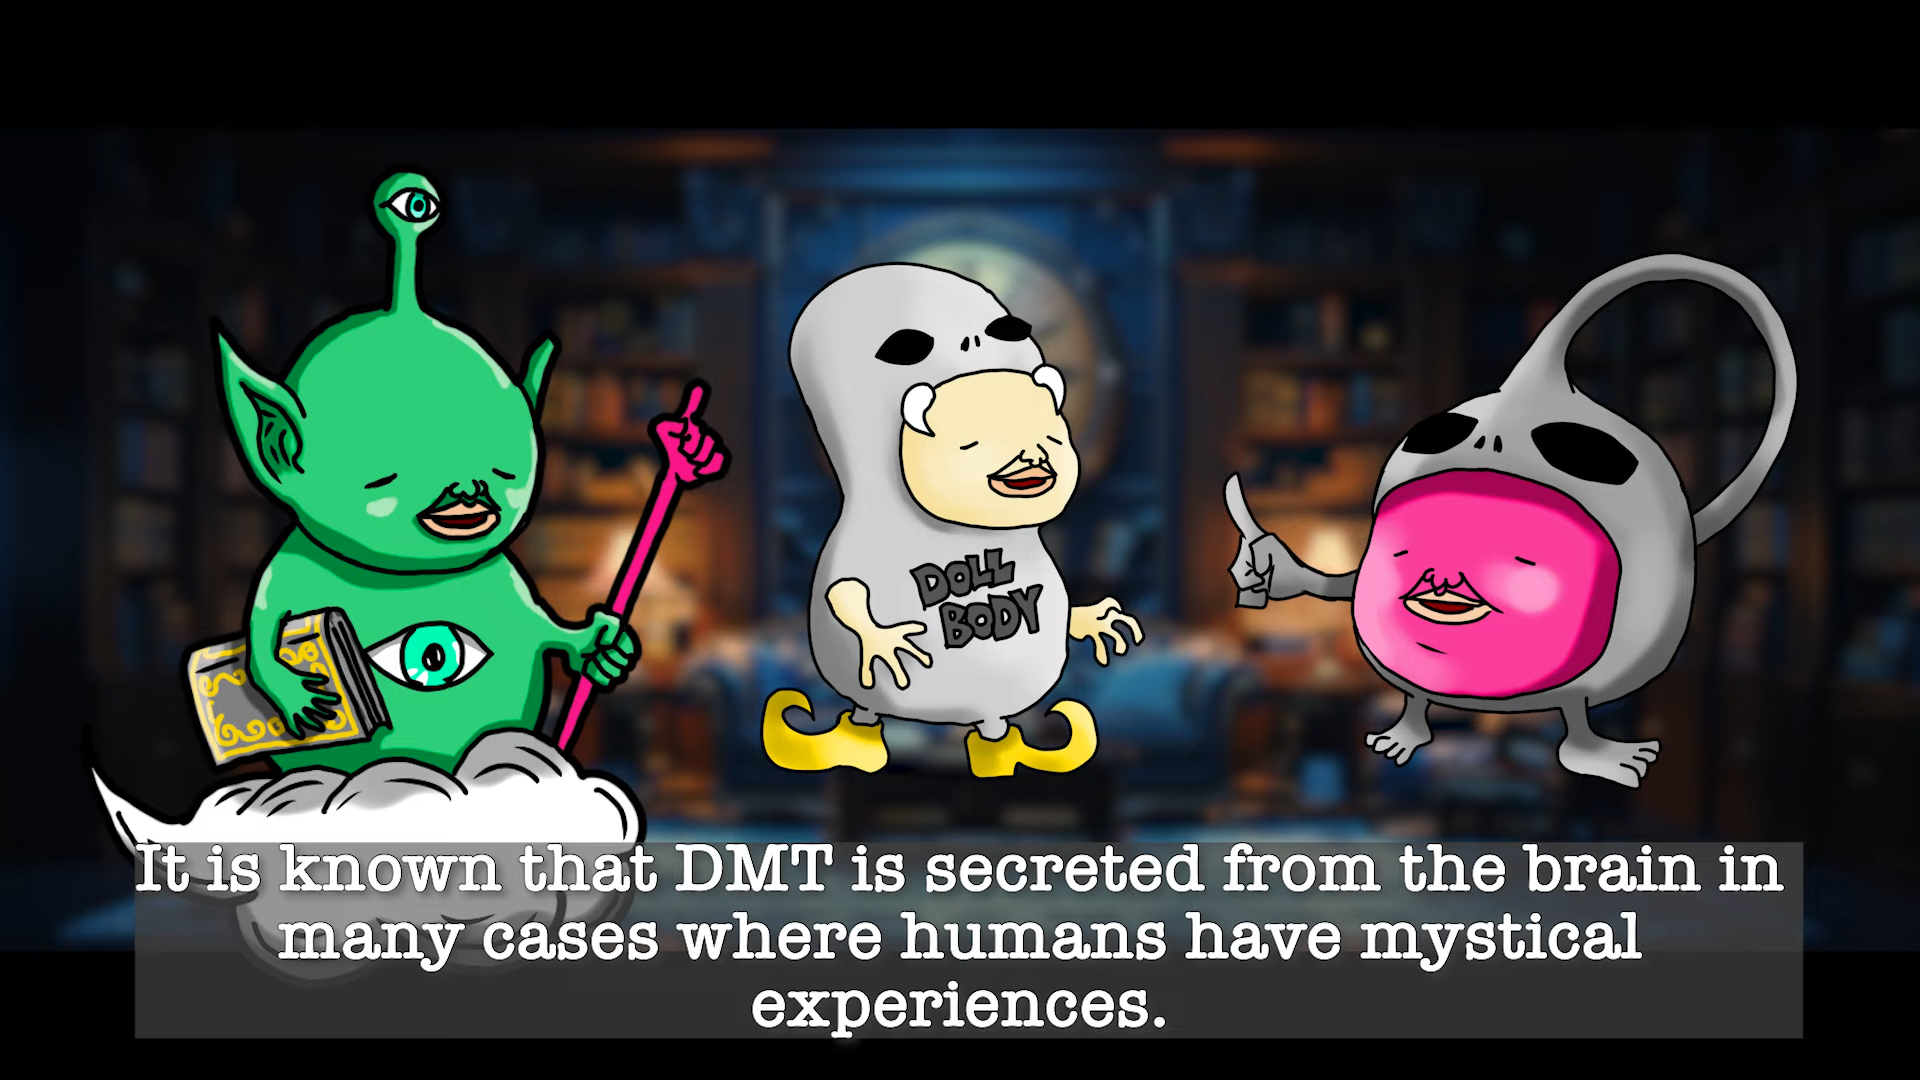 DOLL
BODY
It is known that DMT is secreted from the brain in
many cases where humans have mystical
experiences.